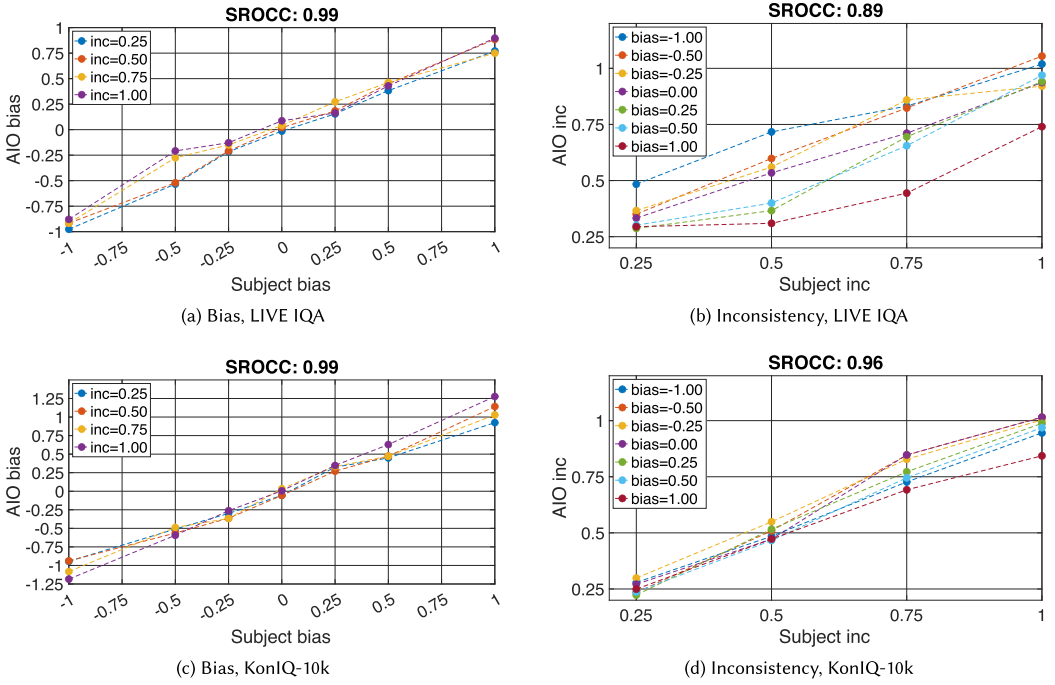 SROCC: 0.99
1
0.75
0.5
0.25
0
-0.25
-0.5
-0.75
-1
AIO bias
inc=0.25
inc=0.50
inc=0.75
inc=1.00
-1 -0.75 -0.5 -0.25 0 0.25 0.5 0.75 1
Subject bias
(a) Bias, LIVE IQA
SROCC: 0.89
1
0.75
0.5
0.25
AIO inc
bias=-1.00
bias=-0.50
bias=-0.25
bias=0.00
bias=0.25
bias=0.50
bias=1.00
0.25 0.5 0.75 1
Subject inc
(b) Inconsistency, LIVE IQA
SROCC: 0.99
1.25
1
0.75
0.5
0.25
0
-0.25
-0.5
-0.75
-1
-1.25
AIO bias
inc=0.25
inc=0.50
inc=0.75
inc=1.00
-1 -0.75 -0.5 -0.25 0 0.25 0.5 0.75 1
Subject bias
(c) Bias, KonIQ-10k
SROCC: 0.96
1
0.75
0.5
0.25
AIO inc
bias=-1.00
bias=-0.50
bias=-0.25
bias=0.00
bias=0.25
bias=0.50
bias=1.00
0.25 0.5 0.75 1
Subject inc
(d) Inconsistency, KonIQ-10k